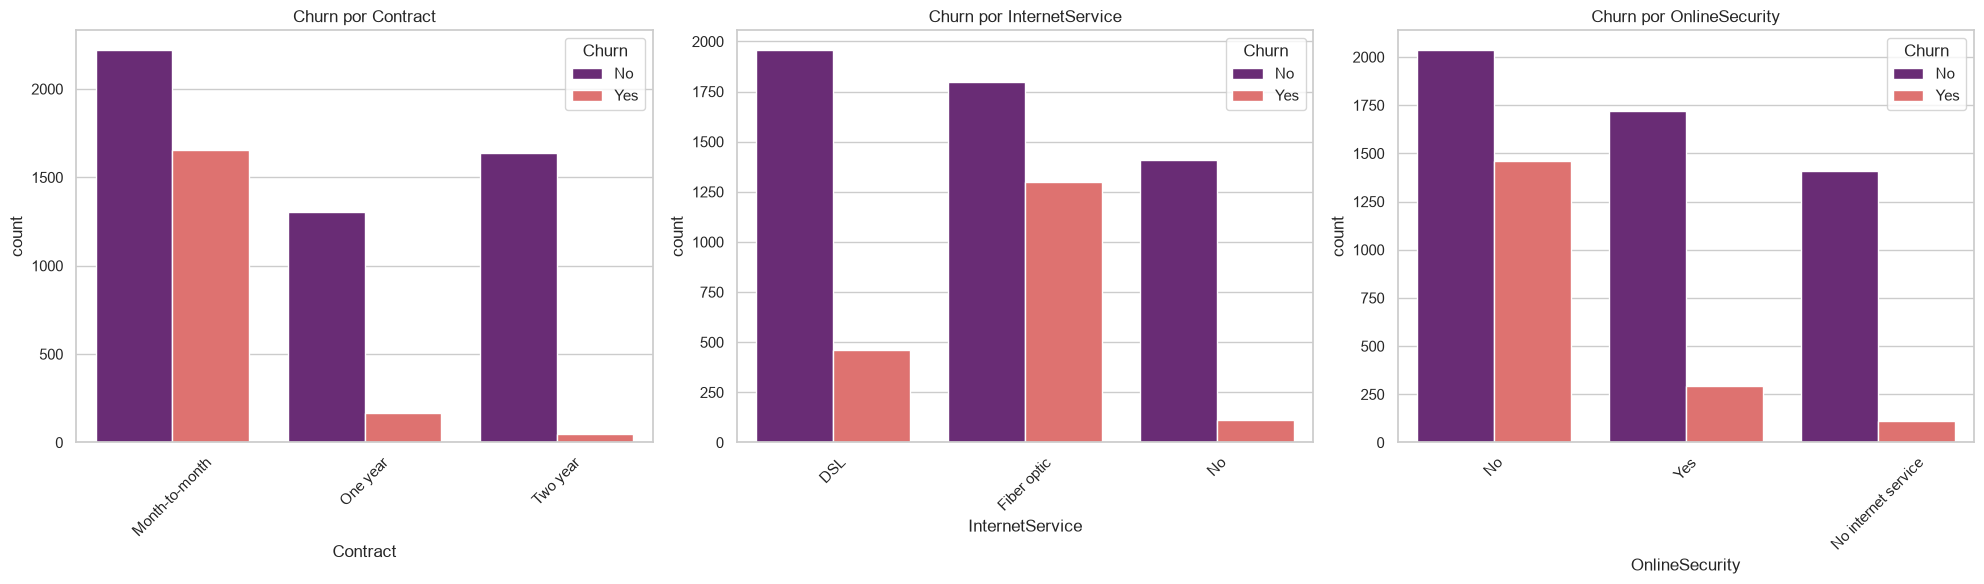 Churn por Contract
count
2000
1500
1000
500
0
Churn
No
Yes
Month-to-month
One year
Two year
Contract
Churn por InternetService
count
2000
1750
1500
1250
1000
750
500
250
0
Churn
No
Yes
DSL
Fiber optic
No
InternetService
Churn por OnlineSecurity
count
2000
1750
1500
1250
1000
750
500
250
0
Churn
No
Yes
No
Yes
No internet service
OnlineSecurity